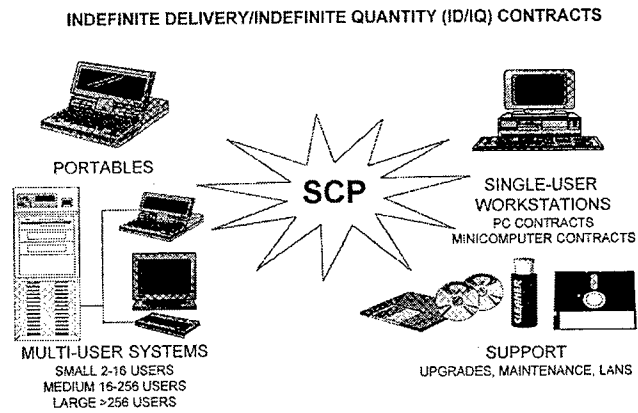 INDEFINITE DELIVERY/INDEFINITE QUANTITY (ID/IQ) CONTRACTS
PORTABLES
SCP
SINGLE-USER
WORKSTATIONS
PC CONTRACTS
MINICOMPUTER CONTRACTS
MULTI-USER SYSTEMS
SMALL 2-16 USERS
MEDIUM 16-256 USERS
LARGE >256 USERS
SUPPORT
UPGRADES, MAINTENANCE, LANS